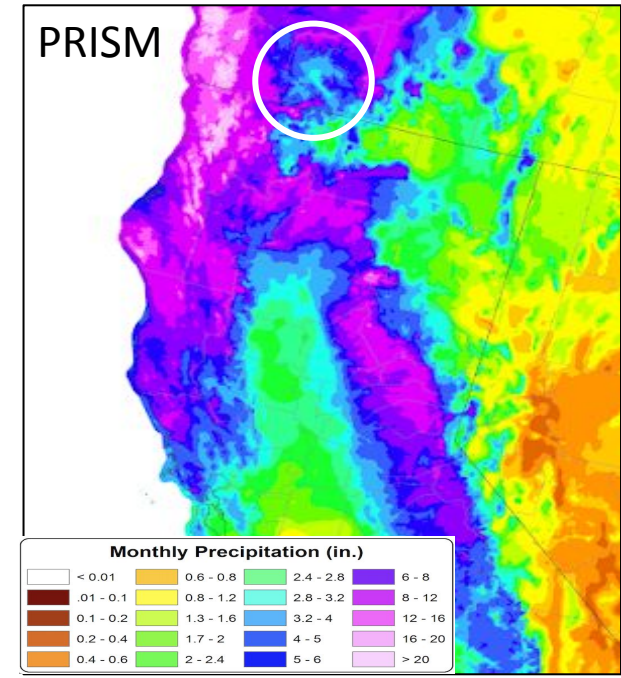 PRISM
Monthly Precipitation (in.)
< 0.01 0.6 - 0.8 2.4 - 2.8 6 - 8
.01 - 0.1 0.8 - 1.2 2.8 - 3.2 8 - 12
0.1 - 0.2 1.3 - 1.6 3.2 - 4 12 - 16
0.2 - 0.4 1.7 - 2 4 - 5 16 - 20
0.4 - 0.6 2 - 2.4 5 - 6 > 20